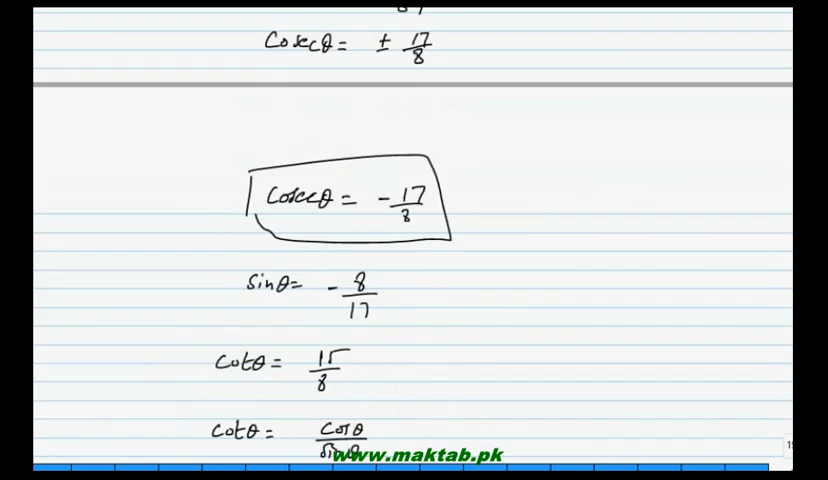 Cosecθ = ± 17/8
Cosecθ = - 17/8
Sinθ = - 8/17
Cotθ = 15/8
Cotθ = Cosθ/Sinθ
www.maktab.pk